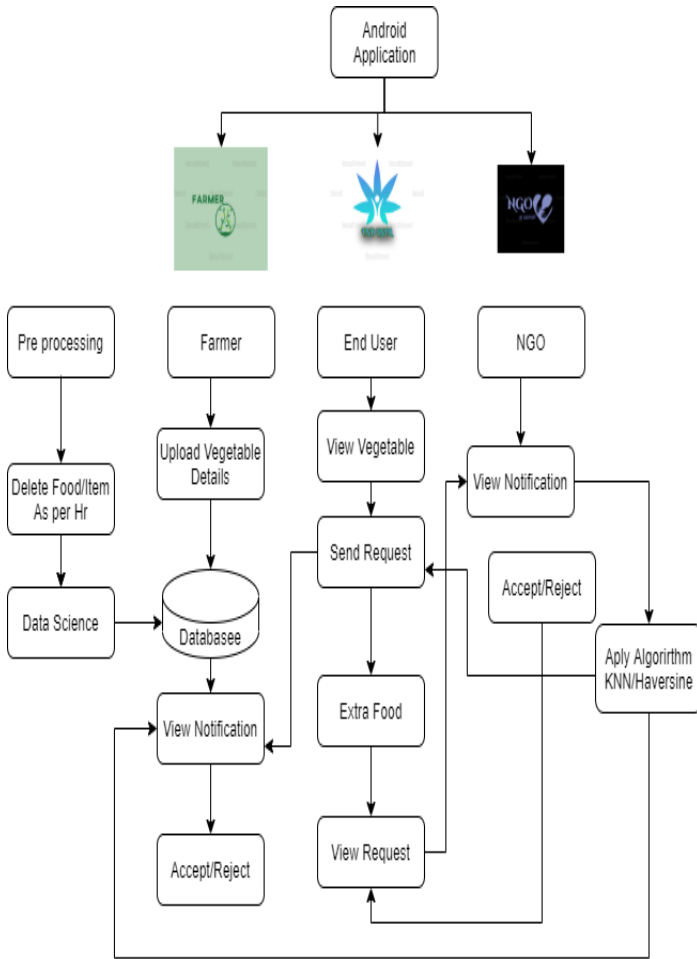 Android
Application
FARMER
NGO
Pre processing
Farmer
End User
NGO
Upload Vegetable
Details
View Vegetable
View Notification
Delete Food/Item
As per Hr
Send Request
Accept/Reject
Data Science
Databasee
Aply Algorirthm
KNN/Haversine
View Notification
Extra Food
Accept/Reject
View Request